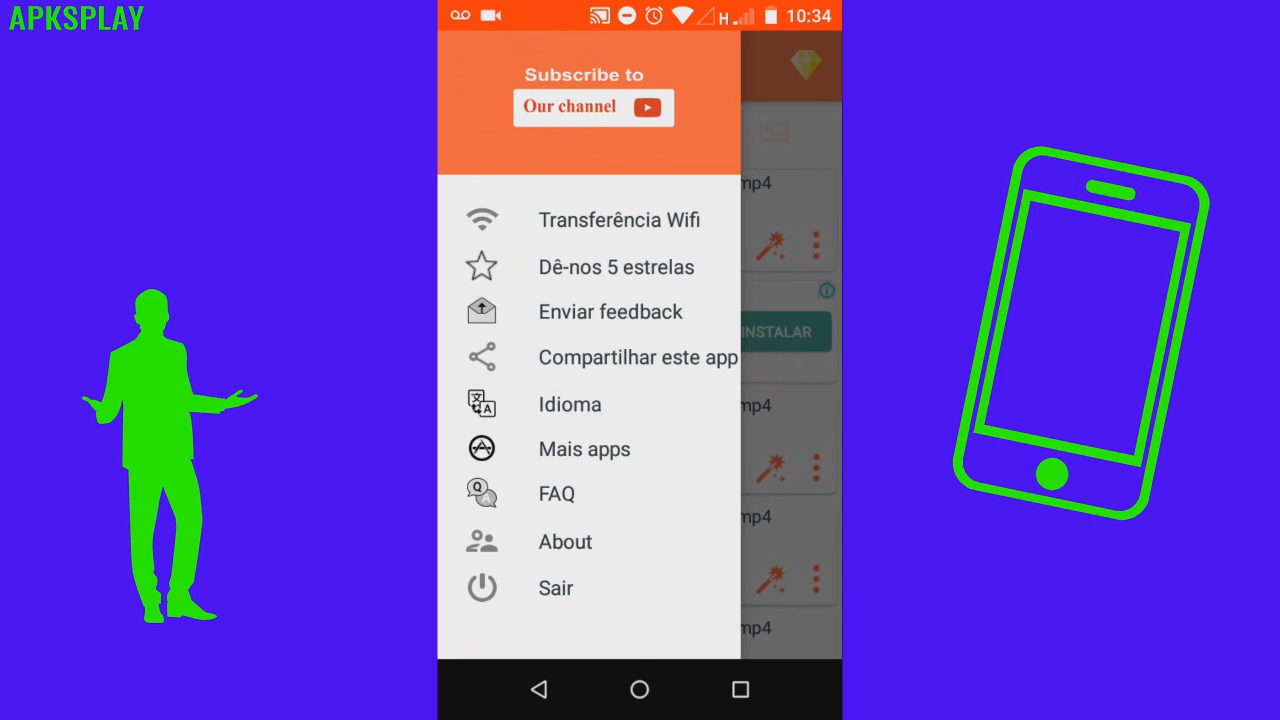 APKSPLAY
H
10:34
Subscribe to
Our channel
mp4
Transferência Wifi
Dê-nos 5 estrelas
Enviar feedback
INSTALAR
Compartilhar este app
Idioma
mp4
Mais apps
FAQ
mp4
About
Sair
mp4